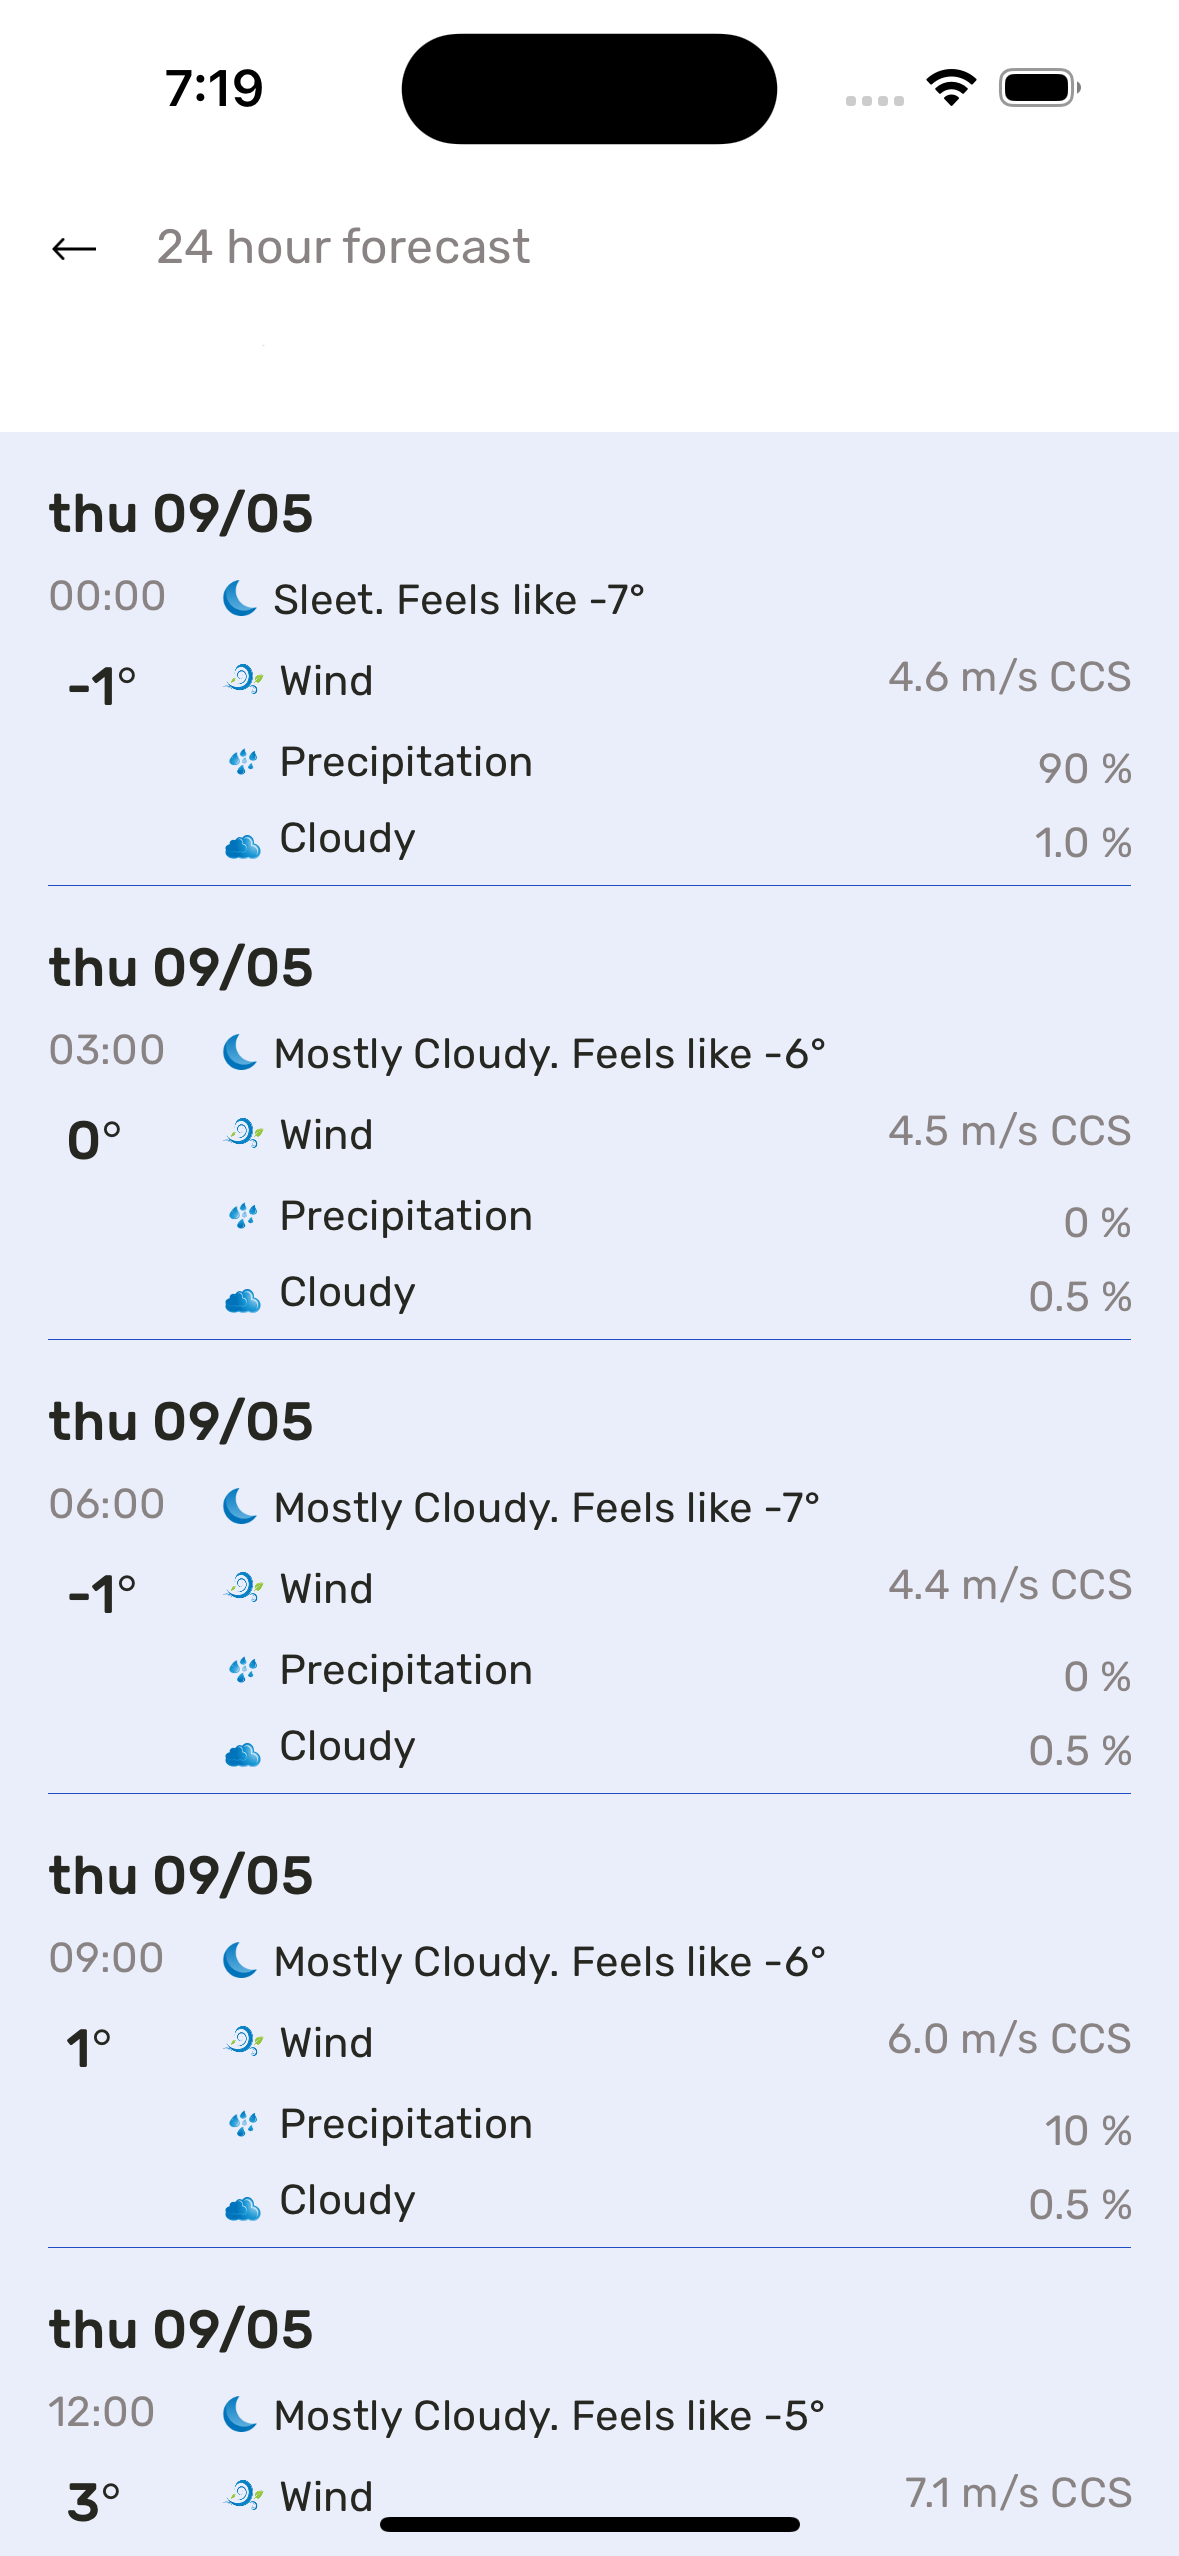 7:19
24 hour forecast
thu 09/05
00:00 Sleet. Feels like -7°
-1° Wind 4.6 m/s CCS
Precipitation 90 %
Cloudy 1.0 %
thu 09/05
03:00 Mostly Cloudy. Feels like -6°
0° Wind 4.5 m/s CCS
Precipitation 0 %
Cloudy 0.5 %
thu 09/05
06:00 Mostly Cloudy. Feels like -7°
-1° Wind 4.4 m/s CCS
Precipitation 0 %
Cloudy 0.5 %
thu 09/05
09:00 Mostly Cloudy. Feels like -6°
1° Wind 6.0 m/s CCS
Precipitation 10 %
Cloudy 0.5 %
thu 09/05
12:00 Mostly Cloudy. Feels like -5°
3° Wind 7.1 m/s CCS